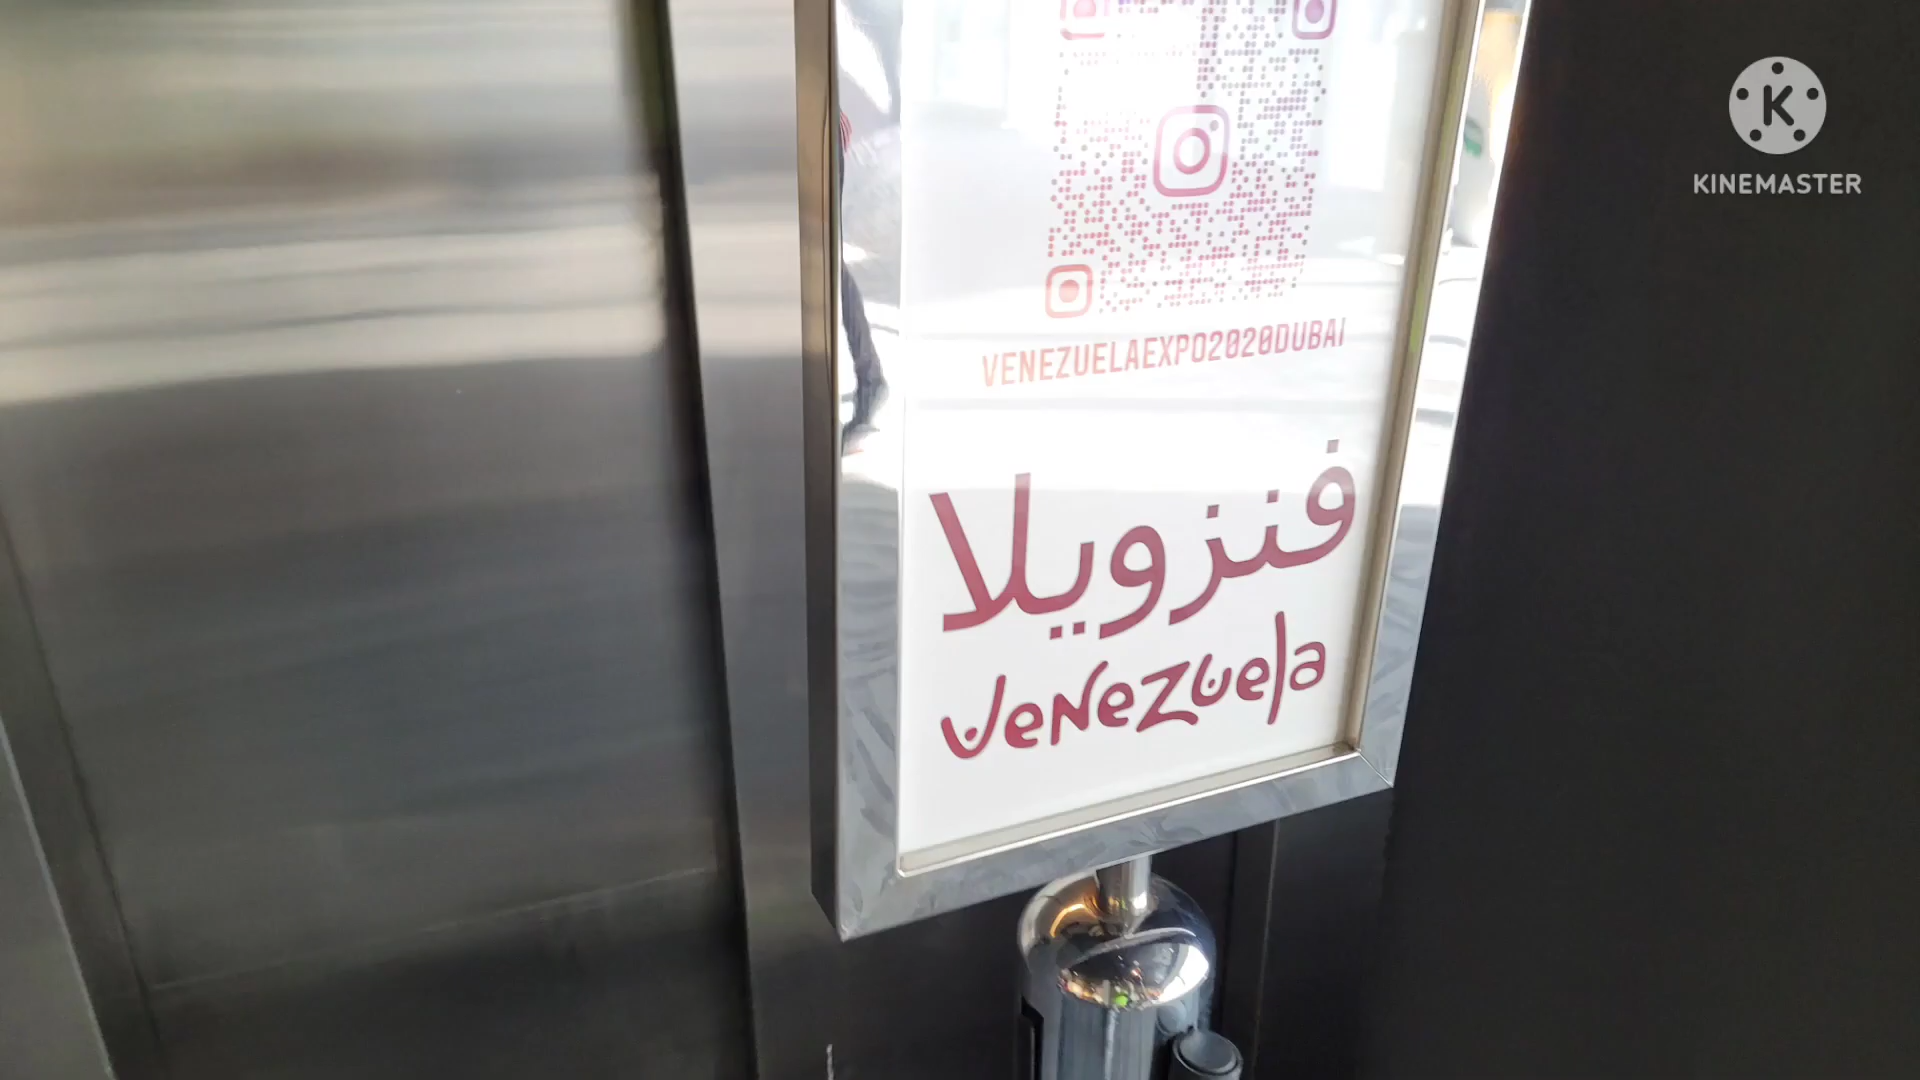 VENEZUELAEXPO2020DUBAI
فنزويلا
venezuela
K
KINEMASTER